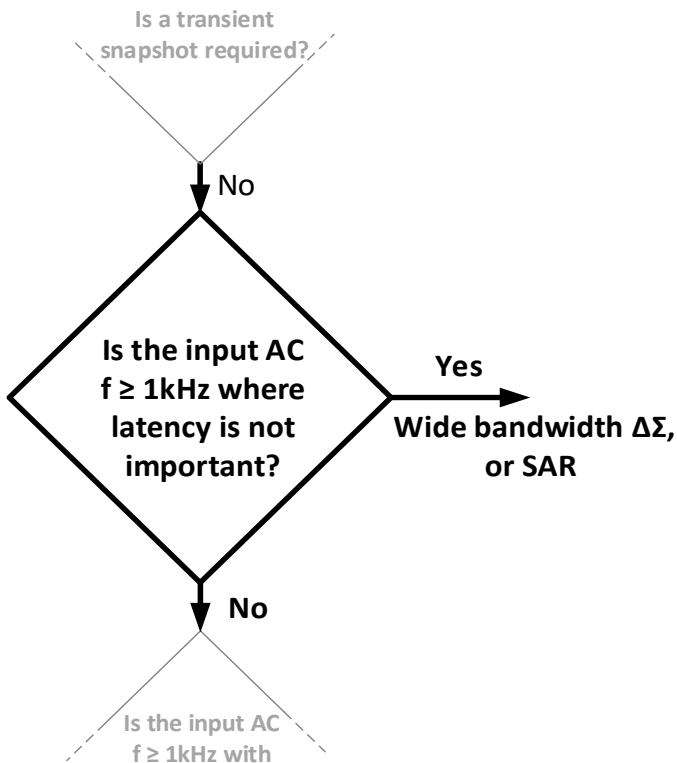 Is a transient
snapshot required?
No
Is the input AC
f ≥ 1kHz where
latency is not
important?
Yes
Wide bandwidth ΔΣ,
or SAR
No
Is the input AC
f ≥ 1kHz with